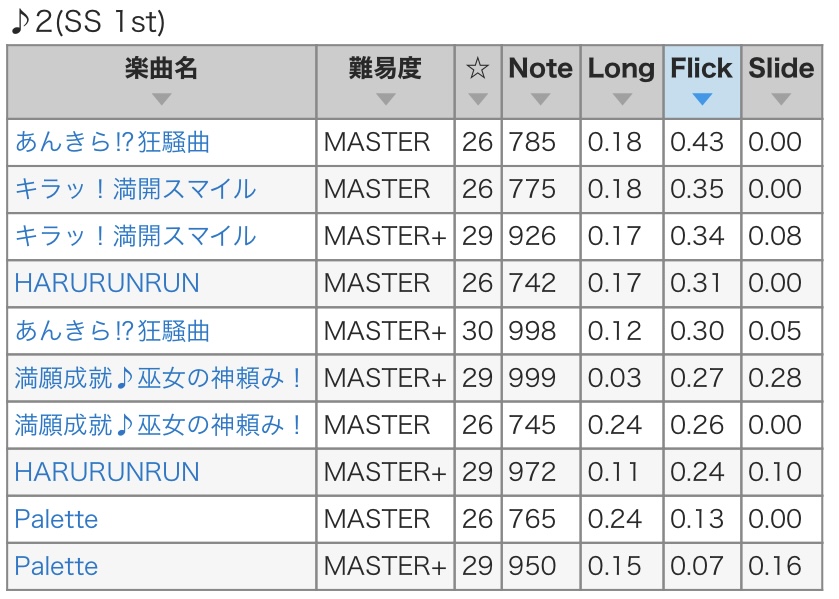 ♪2(SS 1st)
楽曲名 難易度 ☆ Note Long Flick Slide
あんきら!?狂騒曲 MASTER 26 785 0.18 0.43 0.00
キラッ！満開スマイル MASTER 26 775 0.18 0.35 0.00
キラッ！満開スマイル MASTER+ 29 926 0.17 0.34 0.08
HARURUNRUN MASTER 26 742 0.17 0.31 0.00
あんきら!?狂騒曲 MASTER+ 30 998 0.12 0.30 0.05
満願成就♪巫女の神頼み！ MASTER+ 29 999 0.03 0.27 0.28
満願成就♪巫女の神頼み！ MASTER 26 745 0.24 0.26 0.00
HARURUNRUN MASTER+ 29 972 0.11 0.24 0.10
Palette MASTER 26 765 0.24 0.13 0.00
Palette MASTER+ 29 950 0.15 0.07 0.16